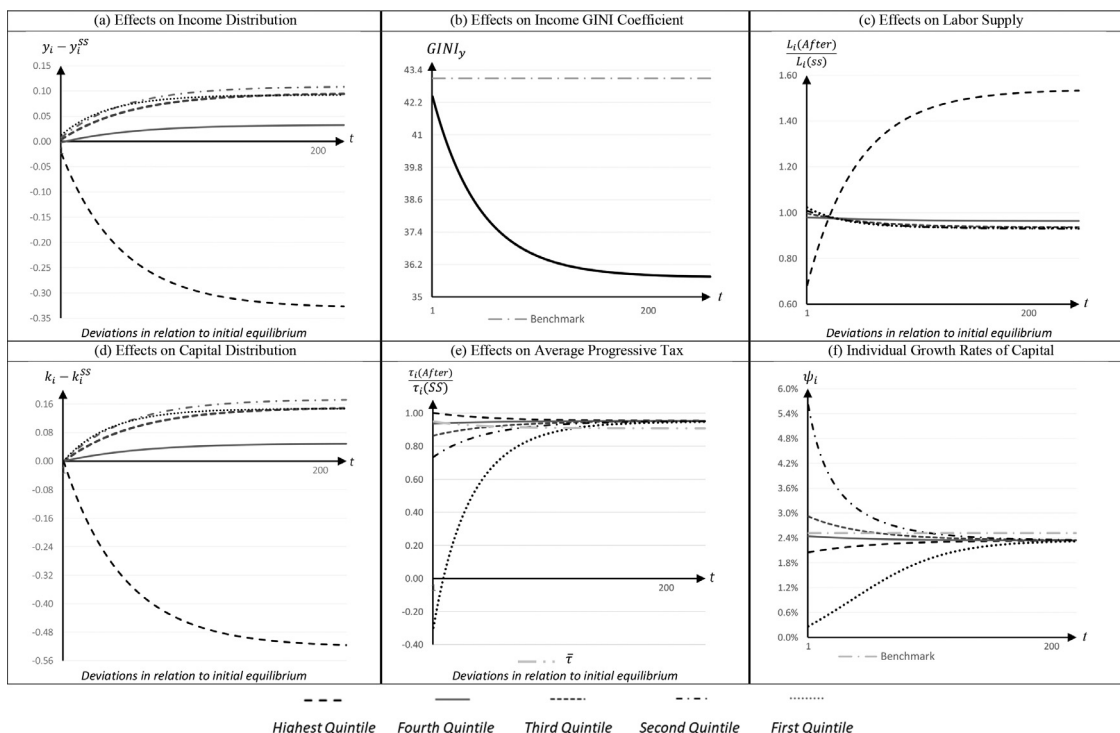 (a) Effects on Income Distribution
(b) Effects on Income GINI Coefficient
(c) Effects on Labor Supply
y_i − y_i^{SS}
0.15
0.10
0.05
0.00
-0.05
-0.10
-0.15
-0.20
-0.25
-0.30
-0.35
200
t
Deviations in relation to initial equilibrium
GINI_y
43.4
42.2
41
39.8
38.6
37.4
36.2
35
1
200
t
Benchmark
L_i(After)
L_i(ss)
1.60
1.40
1.20
1.00
0.80
0.60
1
200
t
Deviations in relation to initial equilibrium
(d) Effects on Capital Distribution
(e) Effects on Average Progressive Tax
(f) Individual Growth Rates of Capital
k_i − k_i^{SS}
0.16
0.08
0.00
-0.08
-0.16
-0.24
-0.32
-0.40
-0.48
-0.56
200
t
Deviations in relation to initial equilibrium
τ_i(After)
τ_i(SS)
1.00
0.80
0.60
0.40
0.20
0.00
-0.20
-0.40
1
200
t
τ̄
Deviations in relation to initial equilibrium
ψ_i
6.0%
5.4%
4.8%
4.2%
3.6%
3.0%
2.4%
1.8%
1.2%
0.6%
0.0%
1
200
t
Benchmark
Highest Quintile
Fourth Quintile
Third Quintile
Second Quintile
First Quintile